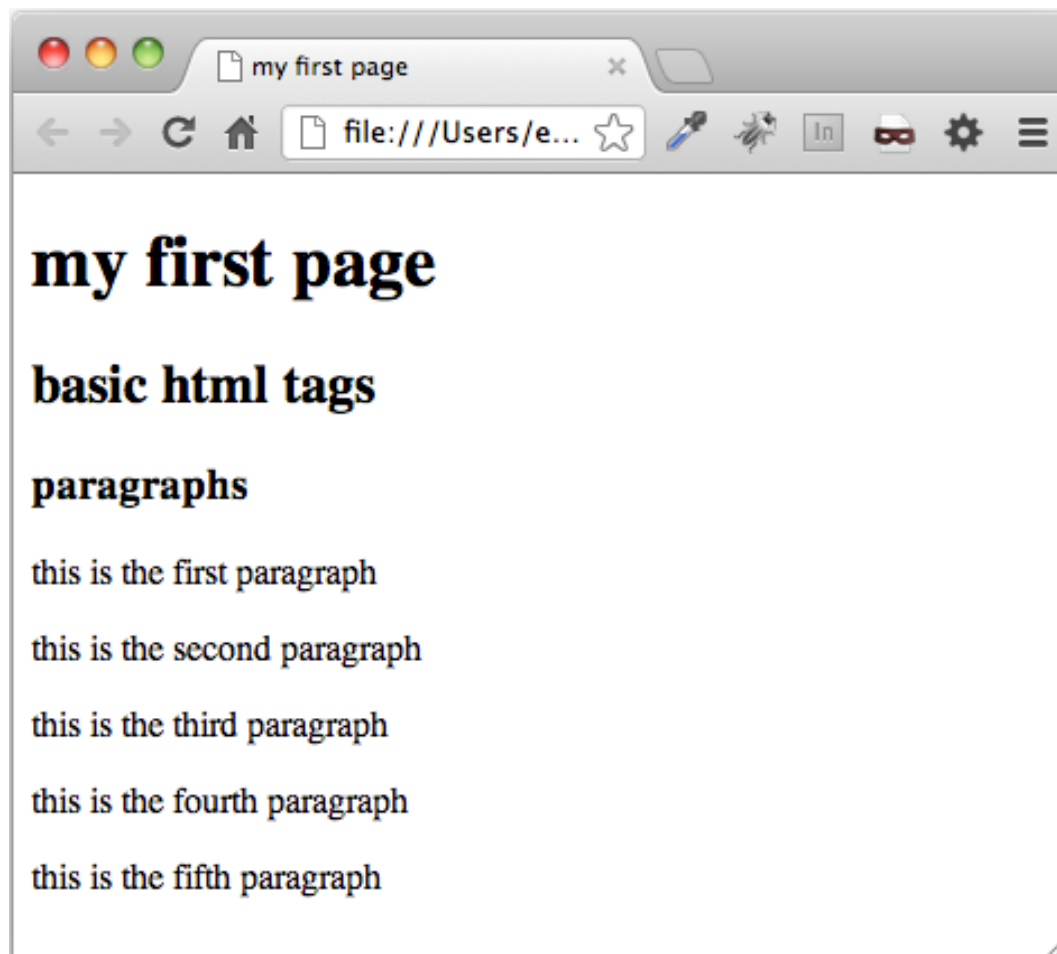 my first page
file:///Users/e...
In
my first page
basic html tags
paragraphs
this is the first paragraph
this is the second paragraph
this is the third paragraph
this is the fourth paragraph
this is the fifth paragraph